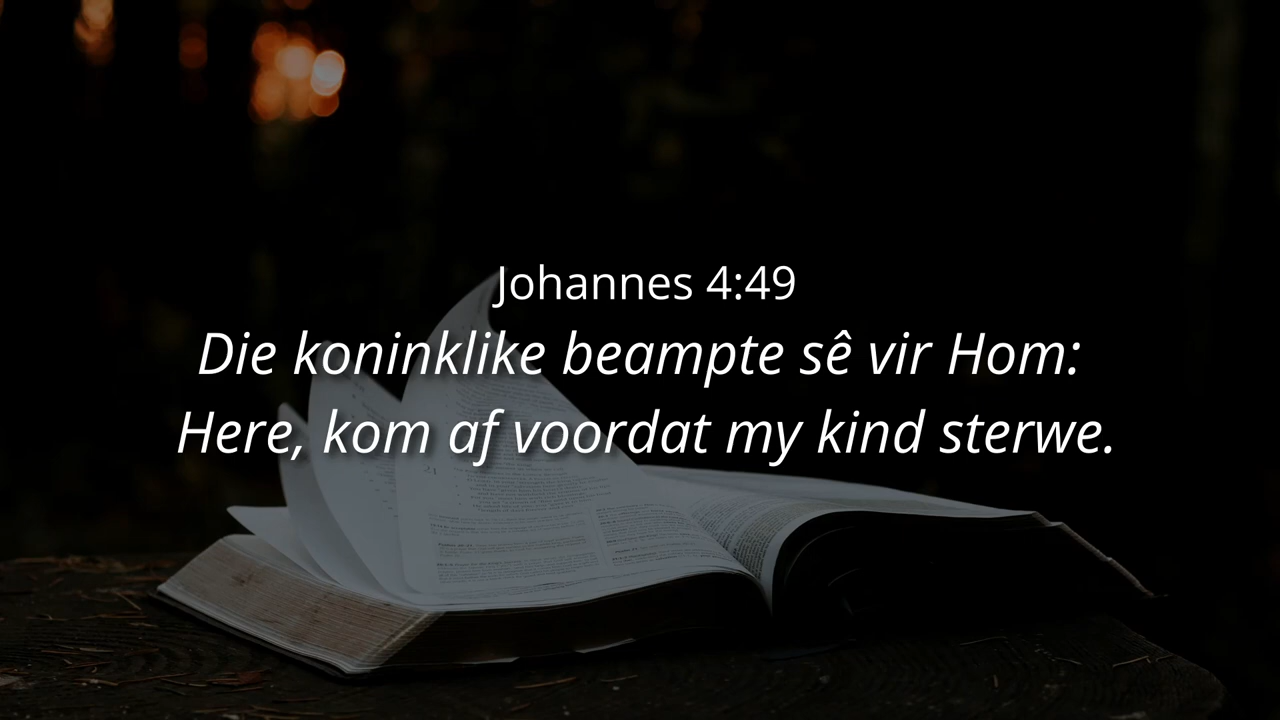 Johannes 4:49
Die koninklike beampte sê vir Hom:
Here, kom af voordat my kind sterwe.